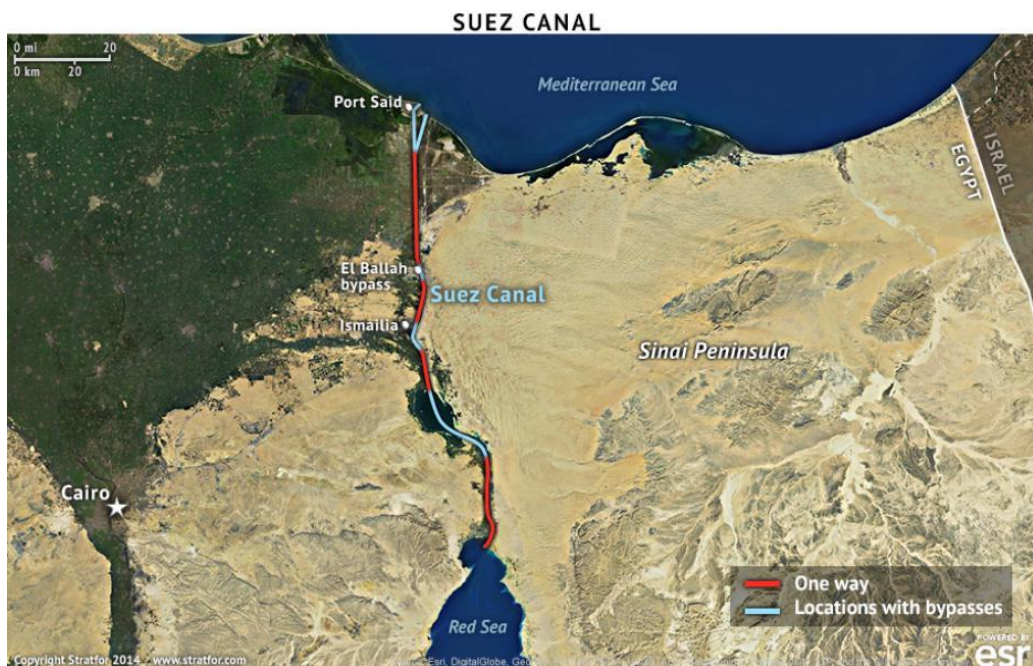 SUEZ CANAL
0 mi 20
0 km 20
Mediterranean Sea
Port Said
ISRAEL
EGYPT
El Ballah
bypass
Suez Canal
Ismailia
Sinai Peninsula
Cairo
One way
Locations with bypasses
Red Sea
POWERED BY
esri
Copyright Stratfor 2014 www.stratfor.com
Esri, DigitalGlobe,